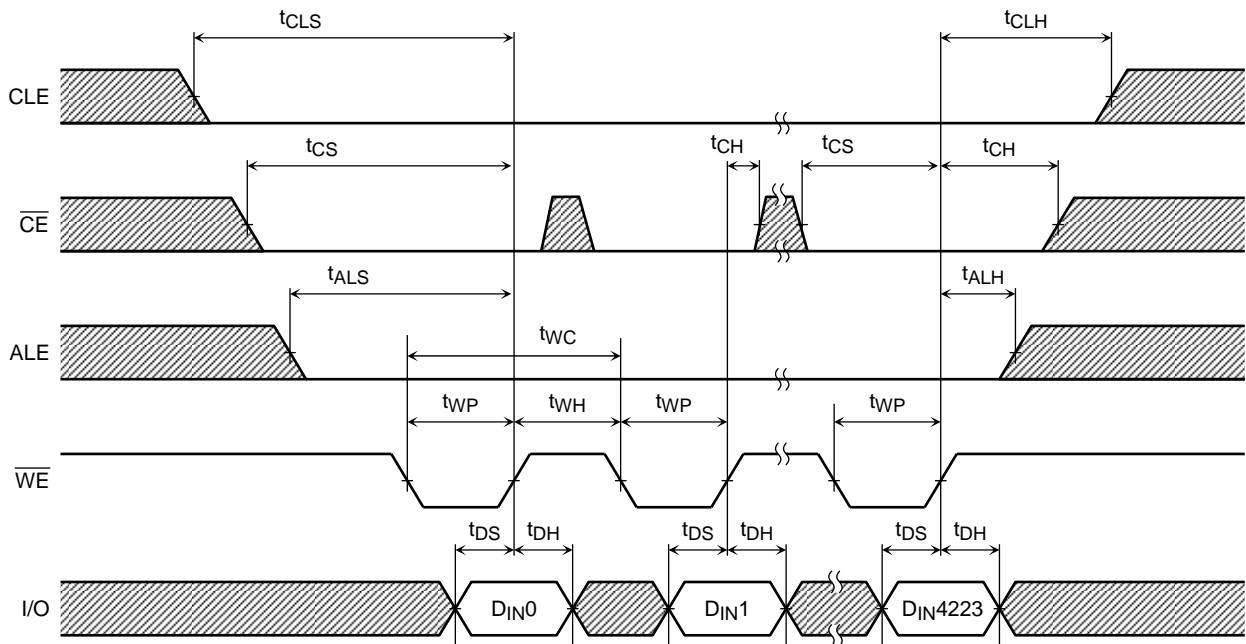 tCLS tCLH
CLE
tCS tCH tCS tCH
CE
tALS tALH
ALE
tWC
tWP tWH tWP tWP
WE
tDS tDH tDS tDH tDS tDH
I/O DIN0 DIN1 DIN4223